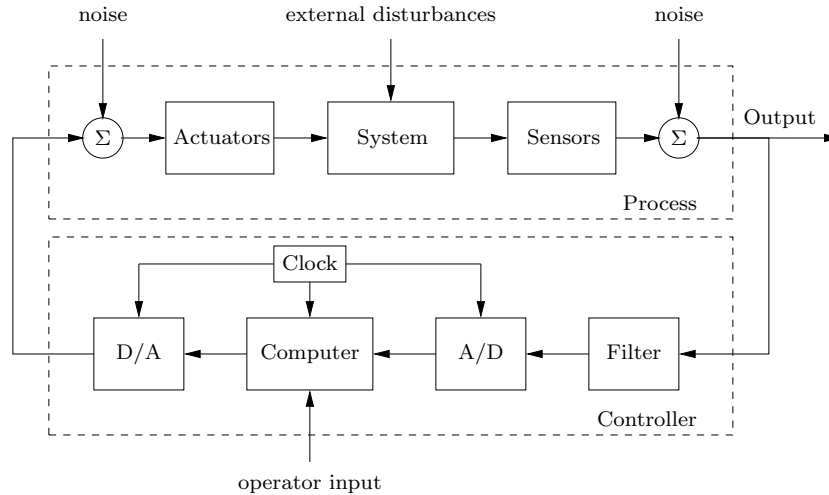 noise
external disturbances
noise
Σ
Actuators
System
Sensors
Σ
Output
Process
Clock
D/A
Computer
A/D
Filter
Controller
operator input